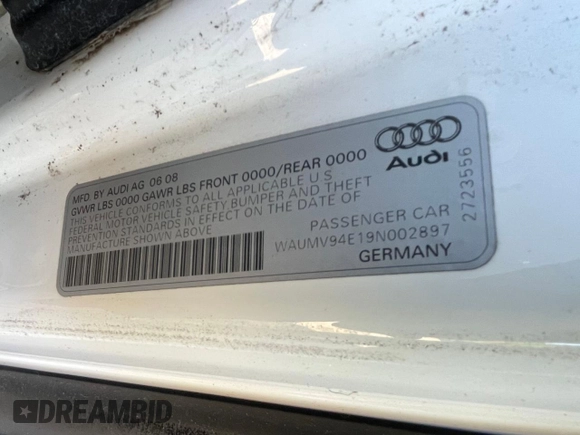 MFD. BY AUDI AG 06 08
GVWR LBS 0000 GAWR LBS FRONT 0000/REAR 0000
THIS VEHICLE CONFORMS TO ALL APPLICABLE U S
FEDERAL MOTOR VEHICLE SAFETY, BUMPER AND THEFT
PREVENTION STANDARDS IN EFFECT ON THE DATE OF
MANUFACTURE SHOWN ABOVE
Audi
PASSENGER CAR
WAUMV94E19N002897
GERMANY
2723556
DREAMBID